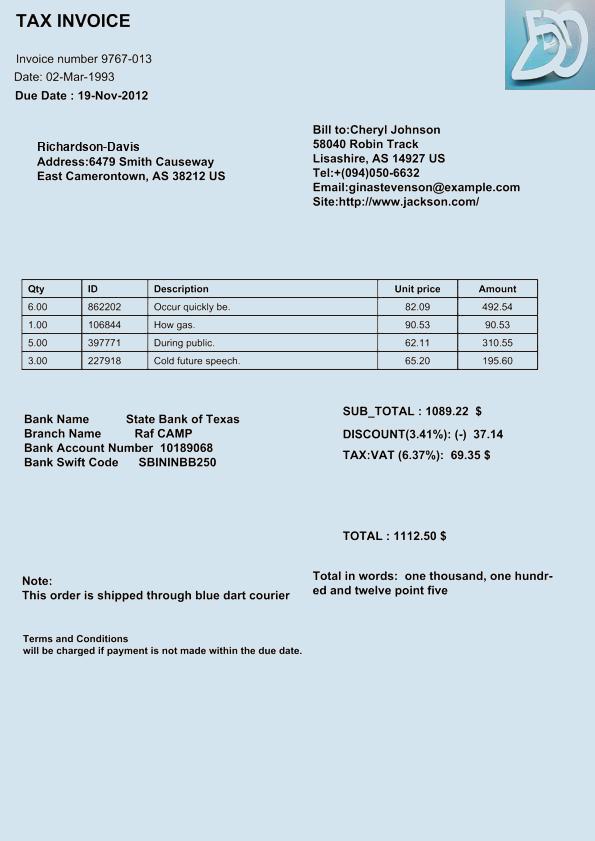 TAX INVOICE
Invoice number 9767-013
Date: 02-Mar-1993
Due Date : 19-Nov-2012
Richardson-Davis
Address:6479 Smith Causeway
East Camerontown, AS 38212 US
Bill to:Cheryl Johnson
58040 Robin Track
Lisashire, AS 14927 US
Tel:+(094)050-6632
Email:ginastevenson@example.com
Site:http://www.jackson.com/
Qty ID Description Unit price Amount
6.00 862202 Occur quickly be. 82.09 492.54
1.00 106844 How gas. 90.53 90.53
5.00 397771 During public. 62.11 310.55
3.00 227918 Cold future speech. 65.20 195.60
Bank Name State Bank of Texas
Branch Name Raf CAMP
Bank Account Number 10189068
Bank Swift Code SBININBB250
SUB_TOTAL : 1089.22 $
DISCOUNT(3.41%): (-) 37.14
TAX:VAT (6.37%): 69.35 $
TOTAL : 1112.50 $
Total in words: one thousand, one hundr-
ed and twelve point five
Note:
This order is shipped through blue dart courier
Terms and Conditions
will be charged if payment is not made within the due date.